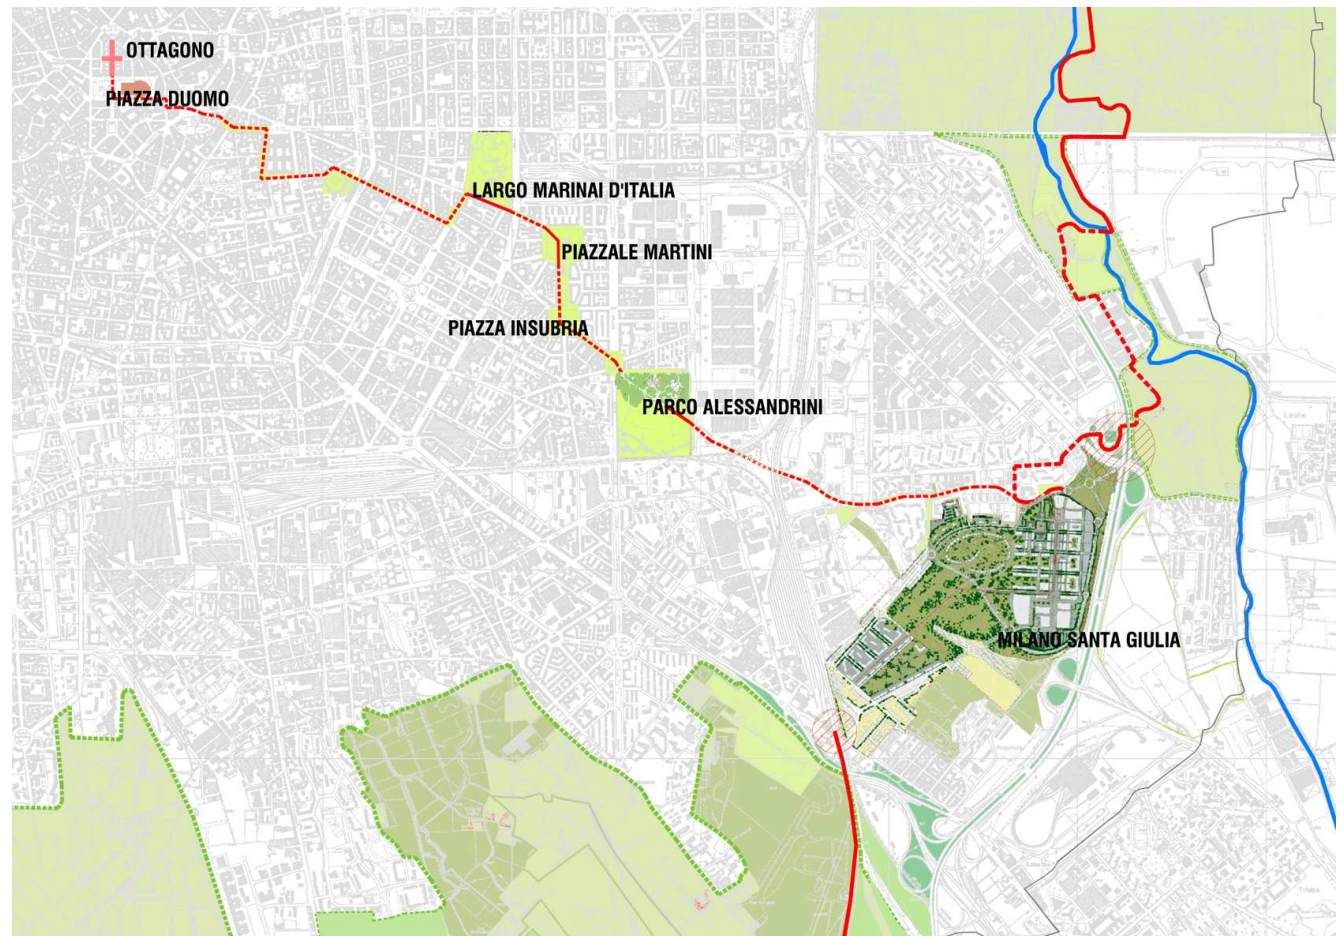 OTTAGONO
PIAZZA DUOMO
LARGO MARINAI D'ITALIA
PIAZZALE MARTINI
PIAZZA INSUBRIA
PARCO ALESSANDRINI
MILANO SANTA GIULIA